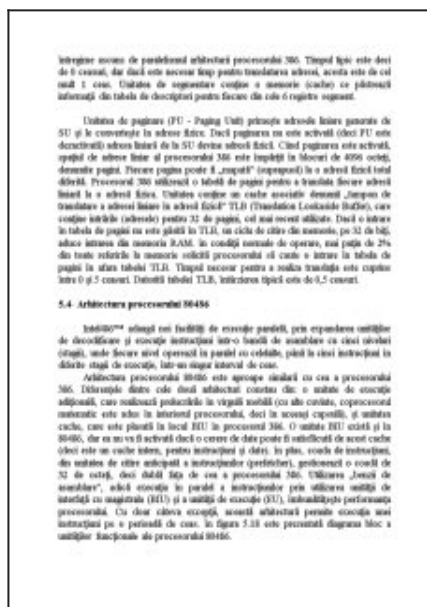 întregime ascuns de paralelismul arhitecturii procesorului 386. Timpul tipic este deci
de 0 ceasuri, dar dacă este necesar timp pentru translatarea adresei, acesta este de cel
mult 1 ceas. Unitatea de segmentare conţine o memorie (cache) ce păstrează
informaţii din tabela de descriptori pentru fiecare din cele 6 registre segment.
Unitatea de paginare (PU - Paging Unit) primeşte adresele liniare generate de
SU şi le converteşte în adrese fizice. Dacă paginarea nu este activată (deci PU este
dezactivată) adresa liniară de la SU devine adresă fizică. Când paginarea este activată,
spaţiul de adrese liniar al procesorului 386 este împărţit în blocuri de 4096 octeţi,
denumite pagini. Fiecare pagina poate fi „mapată" (suprapusă) la o adresă fizică total
diferită. Procesorul 386 utilizează o tabelă de pagini pentru a translata fiecare adresă
liniară la o adresă fizică. Unitatea conţine un cache asociativ denumit „tampon de
translatare a adresei liniare în adresă fizică" TLB (Translation Lookaside Buffer), care
conţine intrările (adresele) pentru 32 de pagini, cel mai recent utilizate. Dacă o intrare
în tabela de pagini nu este găsită în TLB, un ciclu de citire din memorie, pe 32 de biţi,
aduce intrarea din memoria RAM. În condiţii normale de operare, mai puţin de 2%
din toate referirile la memorie solicită procesorul să caute o intrare în tabela de
pagini în afara tabelei TLB. Timpul necesar pentru a realiza translaţia este cuprins
între 0 şi 5 ceasuri. Datorită tabelei TLB, întârzierea tipică este de 0,5 ceasuri.
5.4 Arhitectura procesorului 80486
Intel486™ adaugă noi facilităţi de execuţie paralelă, prin expandarea unităţilor
de decodificare şi execuţie instrucţiuni într-o bandă de asamblare cu cinci nivelari
(stagii), unde fiecare nivel operează în paralel cu celelalte, până la cinci instrucţiuni în
diferite stagii de execuţie, într-un singur interval de ceas.
Arhitectura procesorului 80486 este aproape similară cu cea a procesorului
386. Diferenţele dintre cele două arhitecturi constau din: o unitate de execuţie
adiţională, care realizează prelucrările în virgulă mobilă (cu alte cuvinte, coprocesorul
matematic este adus în interiorul procesorului, deci în aceeaşi capsulă), şi unitatea
cache, care este plasată în locul BIU în procesorul 386. O unitate BIU există şi la
80486, dar ea nu va fi activată dacă o cerere de date poate fi satisfăcută de acest cache
(deci este un cache intern, pentru instrucţiuni şi date). În plus, coada de instrucţiuni,
din unitatea de citire anticipată a instrucţiunilor (prefetcher), gestionează o coadă de
32 de octeţi, deci dublă faţa de cea a procesorului 386. Utilizarea „benzii de
asamblare", adică execuţia în paralel a instrucţiunilor prin utilizarea unităţii de
interfaţă cu magistrala (BIU) şi a unităţii de execuţie (EU), îmbunătăţeşte performanţa
procesorului. Cu doar câteva excepţii, această arhitectură permite execuţia unei
instrucţiuni pe o perioadă de ceas. În figura 5.18 este prezentată diagrama bloc a
unităţilor funcţionale ale procesorului 80486.